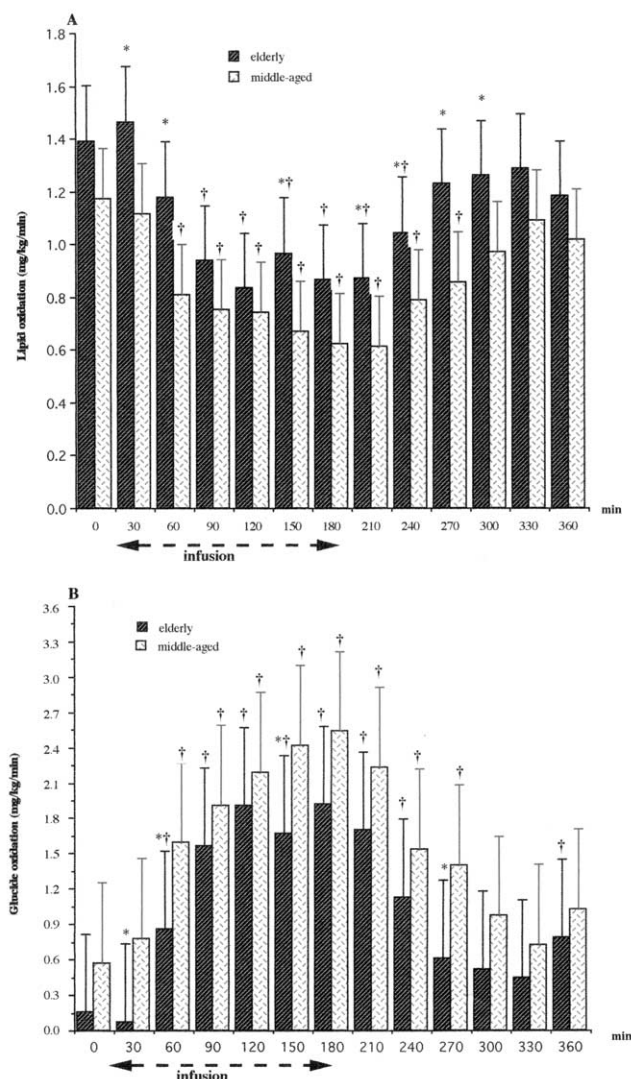 A
elderly
middle-aged
1.8
1.6
1.4
1.2
1.0
0.8
0.6
0.4
0.2
0.0
Lipid oxidation (mg/kg/min)
* * † † † † † *† † † † *† † *† † * † *
0 30 60 90 120 150 180 210 240 270 300 330 360 min
infusion
B
elderly
middle-aged
3.6
3.3
3.0
2.7
2.4
2.1
1.8
1.5
1.2
0.9
0.6
0.3
0.0
Glucide oxidation (mg/kg/min)
* *† † † † † † *† † † † † † † † * † †
0 30 60 90 120 150 180 210 240 270 300 330 360 min
infusion